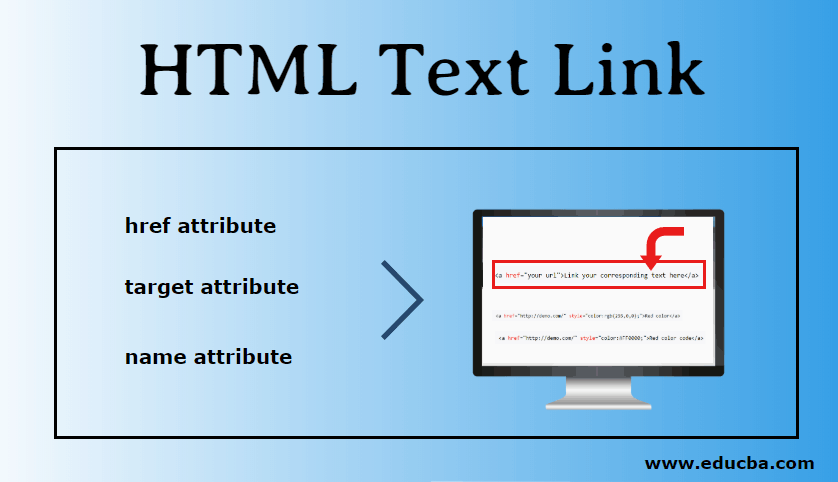 HTML Text Link
href attribute
target attribute
name attribute
<a href="your url">Link your corresponding text here</a>
<a href="http://demo.com/" style="color:rgb(255,0,0);">Red color</a>
<a href="http://demo.com/" style="color:#FF0000;">Red color code</a>
www.educba.com